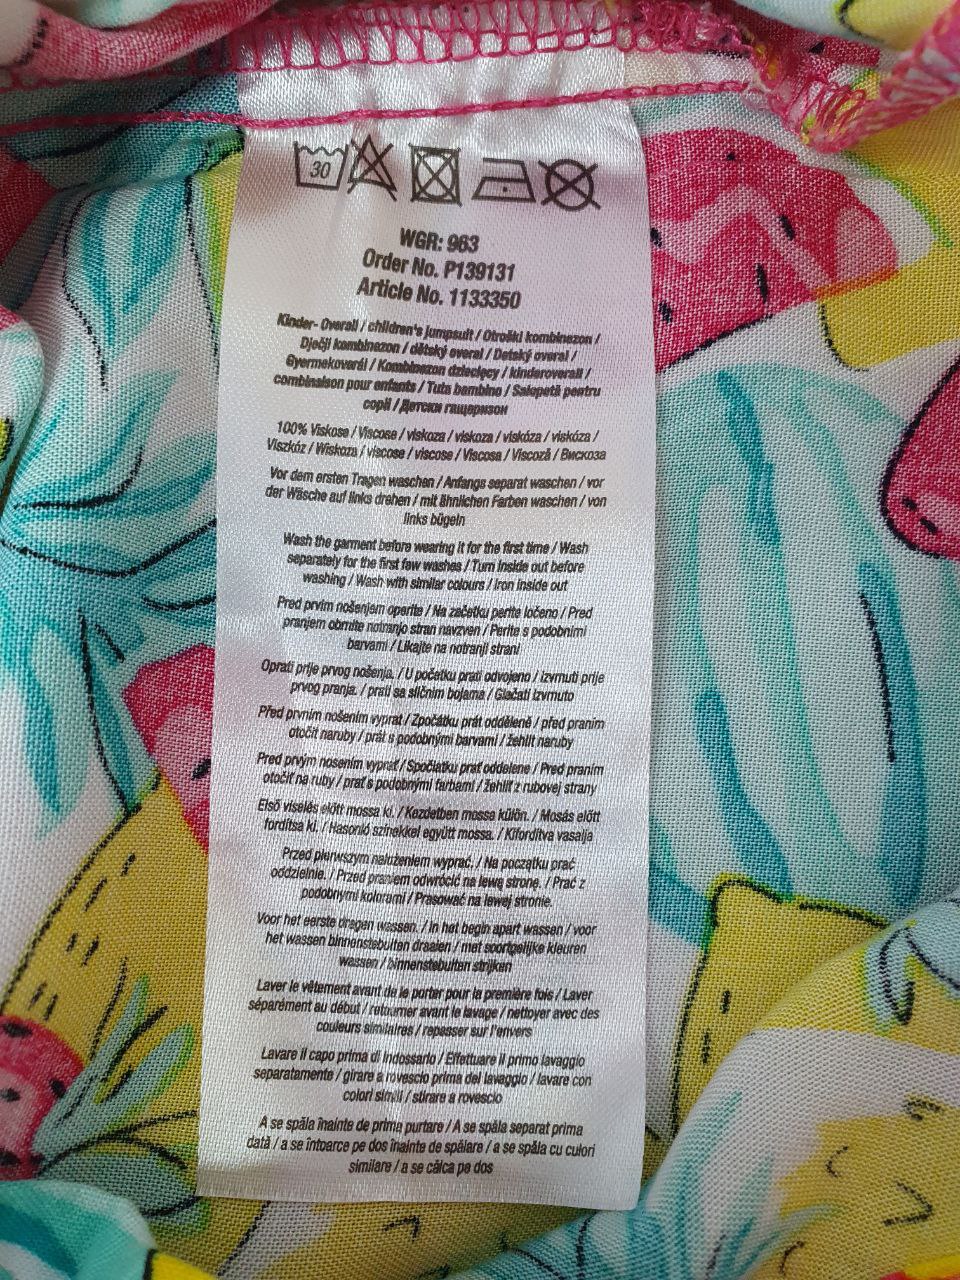 30
WGR: 963
Order No. P139131
Article No. 1133350
Kinder- Overall / children's jumpsuit / Otroški kombinezon /
Dječji kombinazon / dětský overal / Detský overal /
Gyermekoverál / Kombinezon dziecięcy / kinderoverall /
combinaison pour enfants / Tuta bambino / Salopetă pentru
copii / Детски гащеризон
100% Viskose / Viscose / viskoza / viskoza / viskóza / viskóza /
Viszkóz / Wiskoza / viscose / viscose / Viscosa / Viscoză / Вискоза
Vor dem ersten Tragen waschen / Anfangs separat waschen / vor
der Wäsche auf links drehen / mit ähnlichen Farben waschen / von
links bügeln
Wash the garment before wearing it for the first time / Wash
separately for the first few washes / Turn inside out before
washing / Wash with similar colours / Iron inside out
Pred prvim nošenjem operite / Na začetku perite ločeno / Pred
pranjem obrnite notranjo stran navzven / Perite s podobnimi
barvami / Likajte na notranji strani
Oprati prije prvog nošenja. / U početku prati odvojeno / Izvrnuti prije
prvog pranja. / prati sa sličnim bojama / Glačati izvrnuto
Před prvním nošením vyprat / Zpočátku prát odděleně / před praním
otočit naruby / prát s podobnými barvami / žehlit naruby
Pred prvým nosením vyprať / Spočiatku prať oddelene / Pred praním
otočiť na ruby / prať s podobnými farbami / žehliť z rubovej strany
Első viselés előtt mossa ki. / Kezdetben mossa külön. / Mosás előtt
fordítsa ki. / Hasonló színekkel együtt mossa. / Kifordítva vasalja
Przed pierwszym nałożeniem wyprać. / Na początku prać
oddzielnie. / Przed praniem odwrócić na lewą stronę. / Prać z
podobnymi kolorami / Prasować na lewej stronie.
Voor het eerste dragen wassen. / In het begin apart wassen / voor
het wassen binnenstebuiten draaien / met soortgelijke kleuren
wassen / binnenstebuiten strijken
Laver le vêtement avant de le porter pour la première fois / Laver
séparément au début / retourner avant le lavage / nettoyer avec des
couleurs similaires / repasser sur l'envers
Lavare il capo prima di indossarlo / Effettuare il primo lavaggio
separatamente / girare a rovescio prima del lavaggio / lavare con
colori simili / stirare a rovescio
A se spăla înainte de prima purtare / A se spăla separat prima
dată / a se întoarce pe dos înainte de spălare / a se spăla cu culori
similare / a se călca pe dos